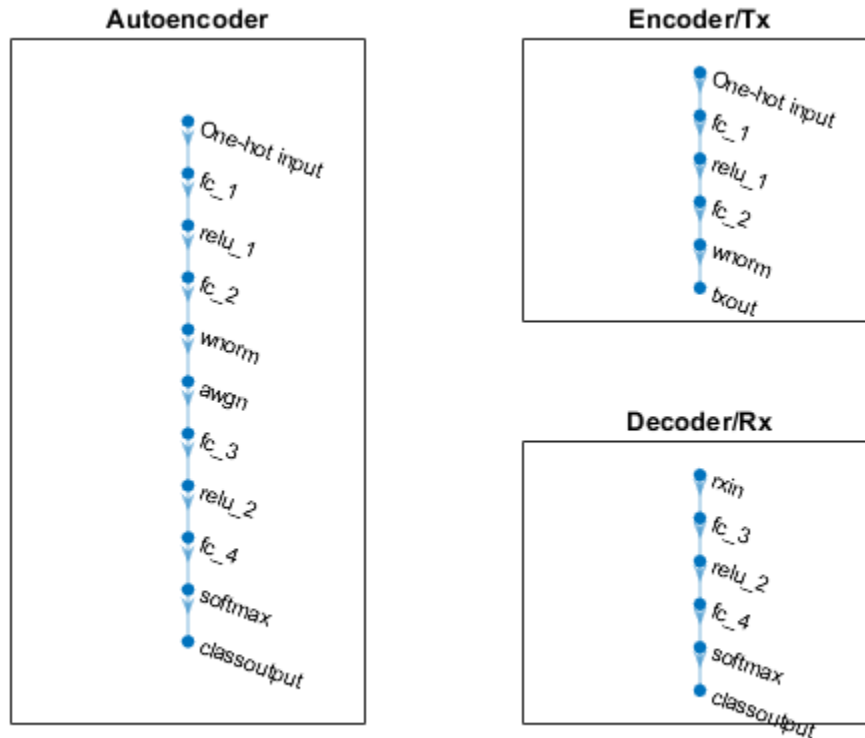 Autoencoder
One-hot input
fc_1
relu_1
fc_2
wnorm
awgn
fc_3
relu_2
fc_4
softmax
classoutput
Encoder/Tx
One-hot input
fc_1
relu_1
fc_2
wnorm
txout
Decoder/Rx
rxin
fc_3
relu_2
fc_4
softmax
classoutput